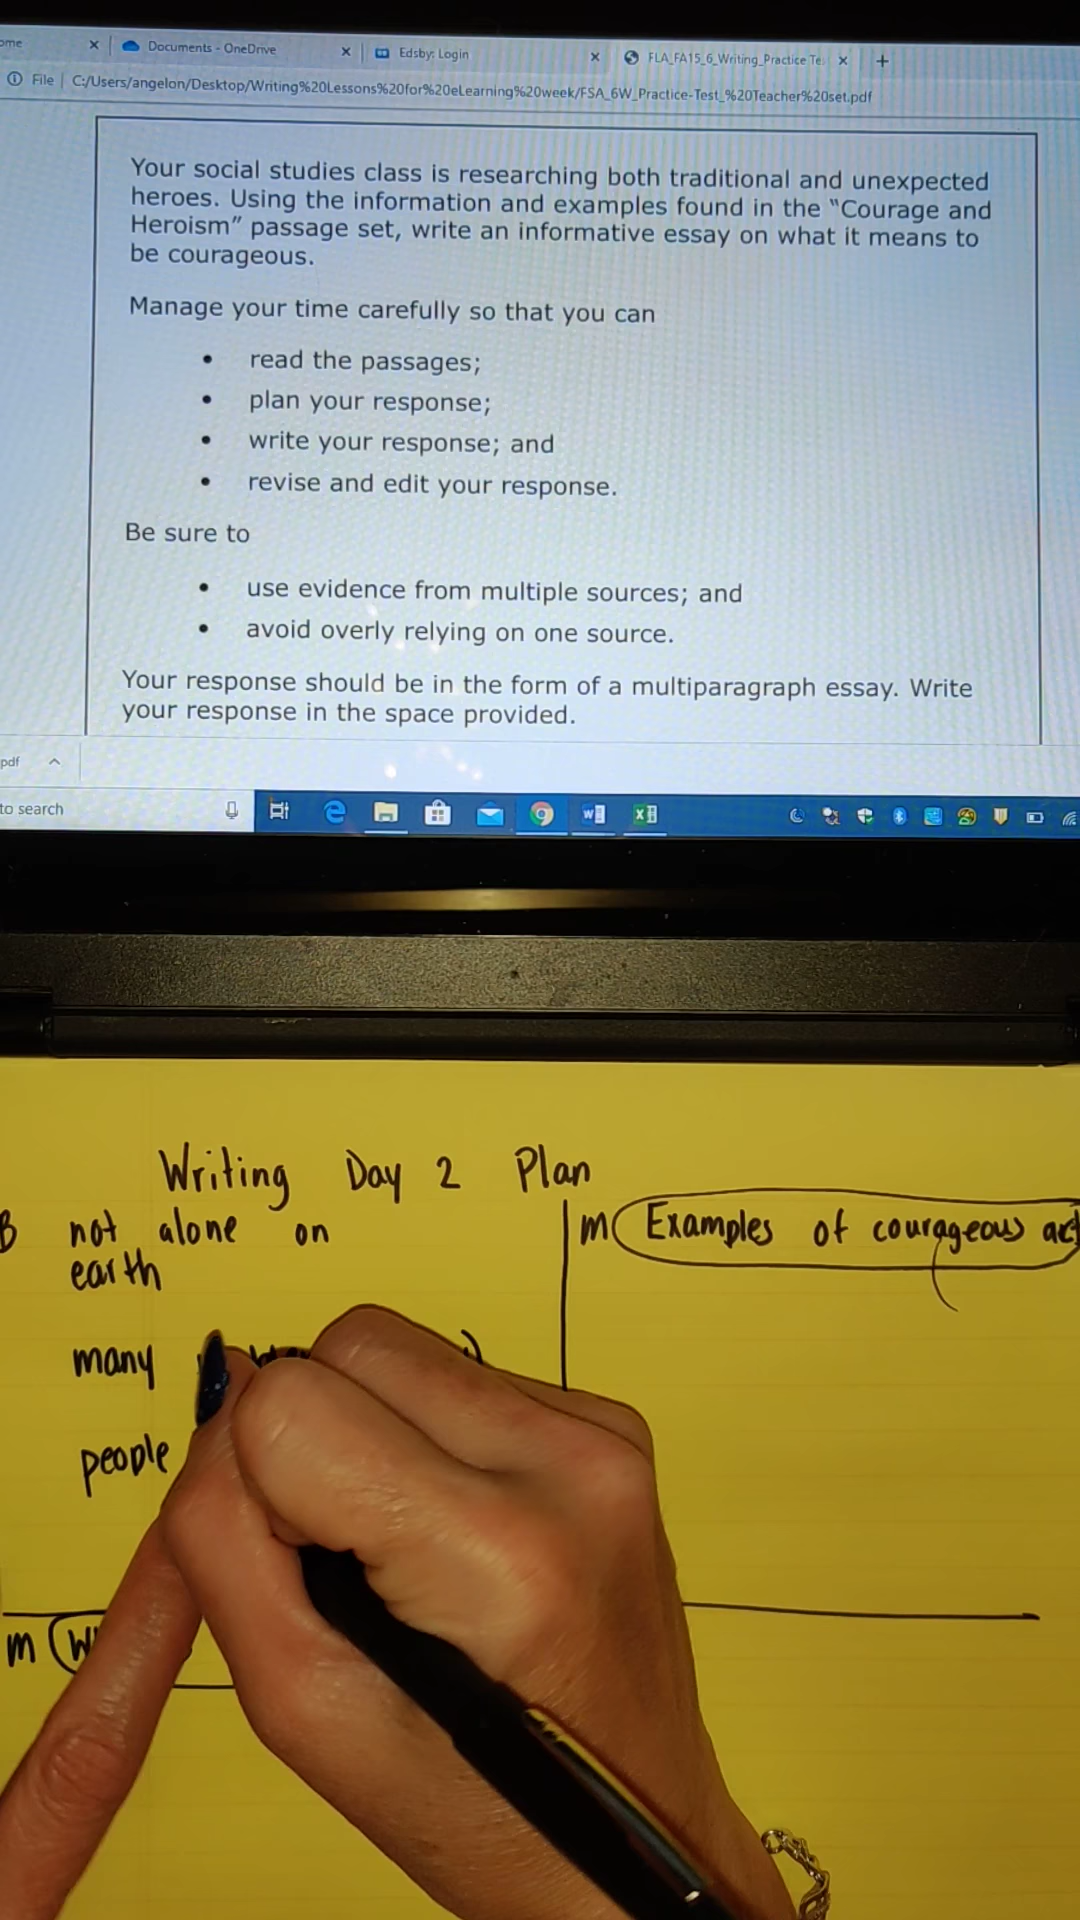 ome
Documents - OneDrive
Edsby: Login
FLA_FA15_6_Writing_Practice Te
File
C:/Users/angelon/Desktop/Writing%20Lessons%20for%20eLearning%20week/FSA_6W_Practice-Test_%20Teacher%20set.pdf
Your social studies class is researching both traditional and unexpected
heroes. Using the information and examples found in the "Courage and
Heroism" passage set, write an informative essay on what it means to
be courageous.
Manage your time carefully so that you can
• read the passages;
• plan your response;
• write your response; and
• revise and edit your response.
Be sure to
• use evidence from multiple sources; and
• avoid overly relying on one source.
Your response should be in the form of a multiparagraph essay. Write
your response in the space provided.
pdf
to search
Writing Day 2 Plan
B not alone on
earth
many
people
m Examples of courageous act
m